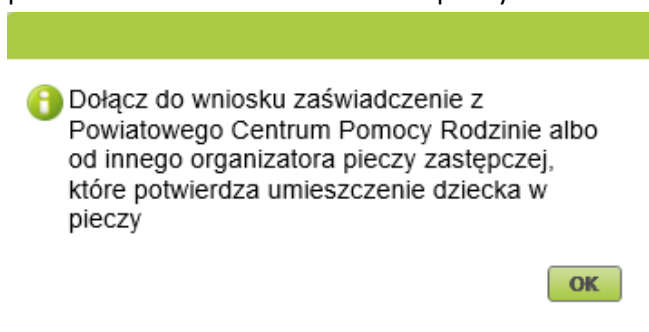 Dołącz do wniosku zaświadczenie z
Powiatowego Centrum Pomocy Rodzinie albo
od innego organizatora pieczy zastępczej,
które potwierdza umieszczenie dziecka w
pieczy
OK